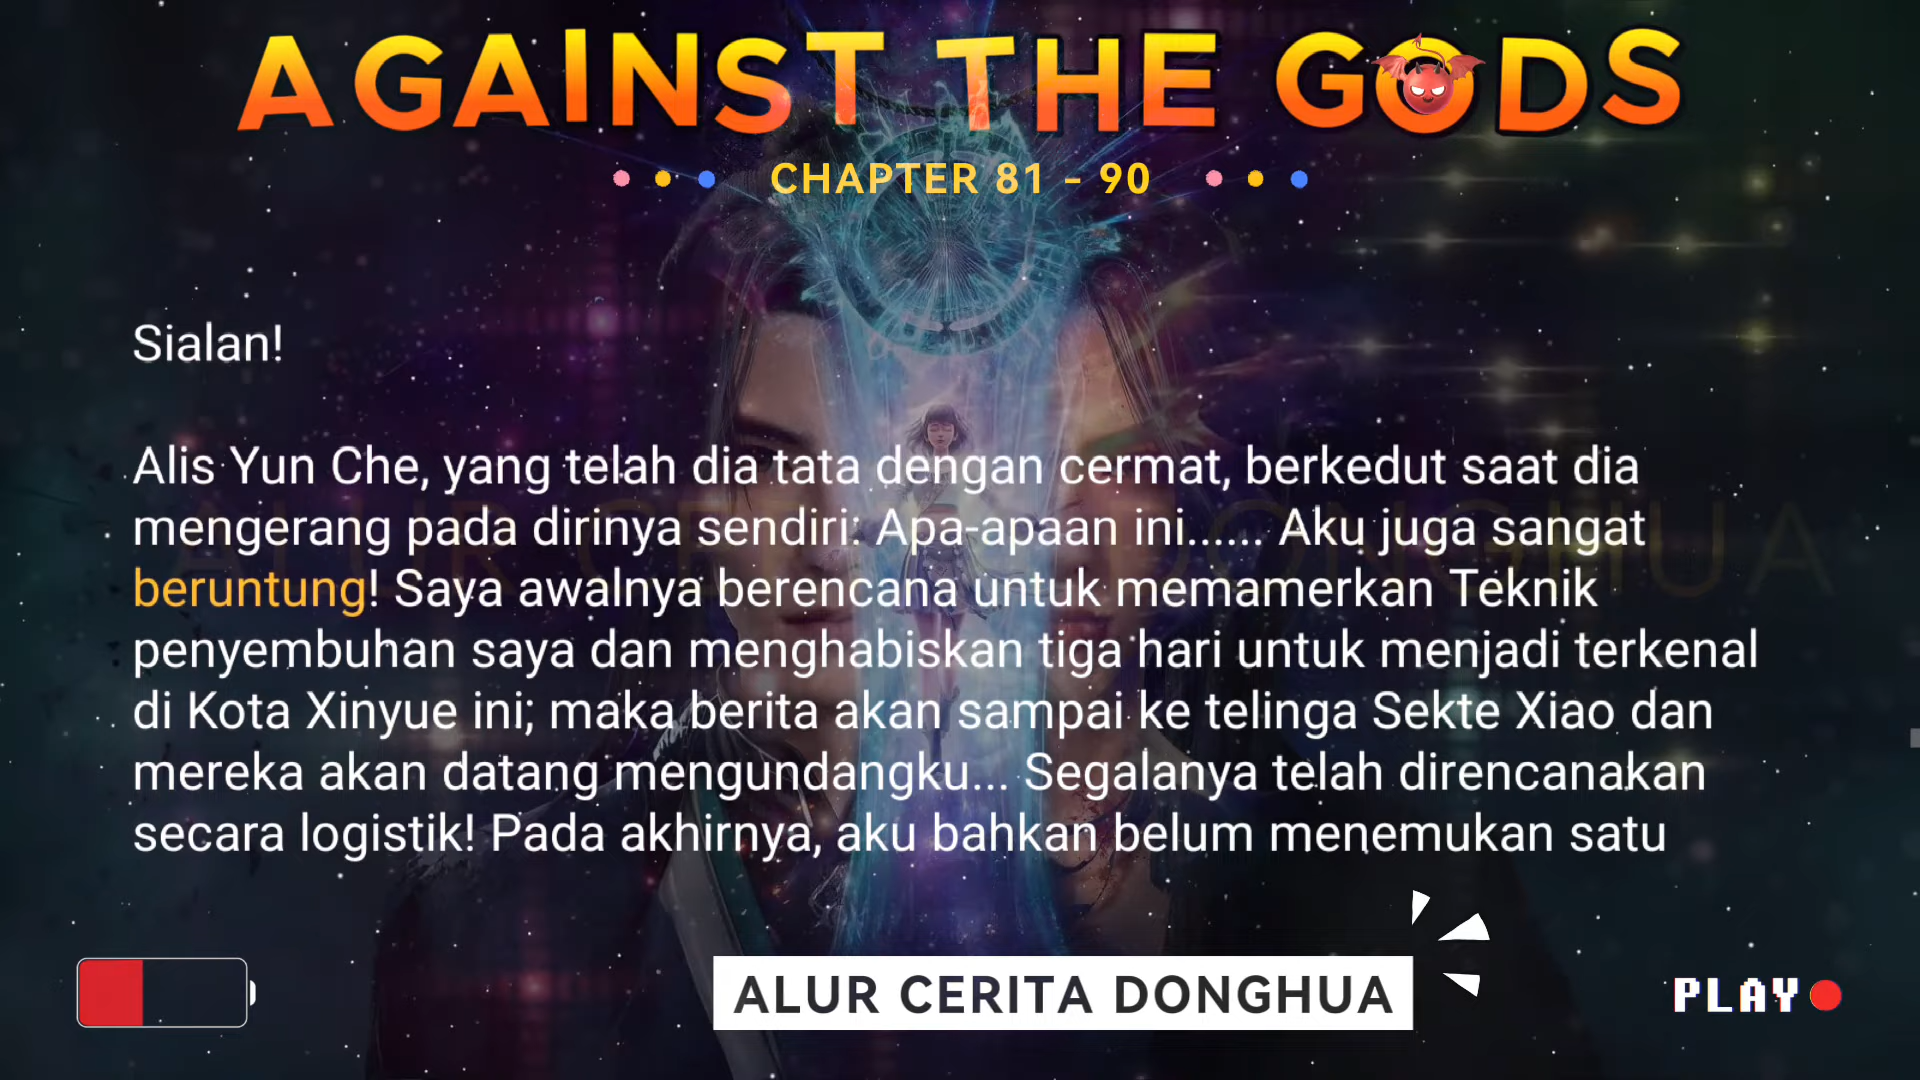 AGAINST THE GODS
CHAPTER 81 - 90
Sialan!
Alis Yun Che, yang telah dia tata dengan cermat, berkedut saat dia
mengerang pada dirinya sendiri: Apa-apaan ini...... Aku juga sangat
beruntung! Saya awalnya berencana untuk memamerkan Teknik
penyembuhan saya dan menghabiskan tiga hari untuk menjadi terkenal
di Kota Xinyue ini; maka berita akan sampai ke telinga Sekte Xiao dan
mereka akan datang mengundangku... Segalanya telah direncanakan
secara logistik! Pada akhirnya, aku bahkan belum menemukan satu
ALUR CERITA DONGHUA
PLAY